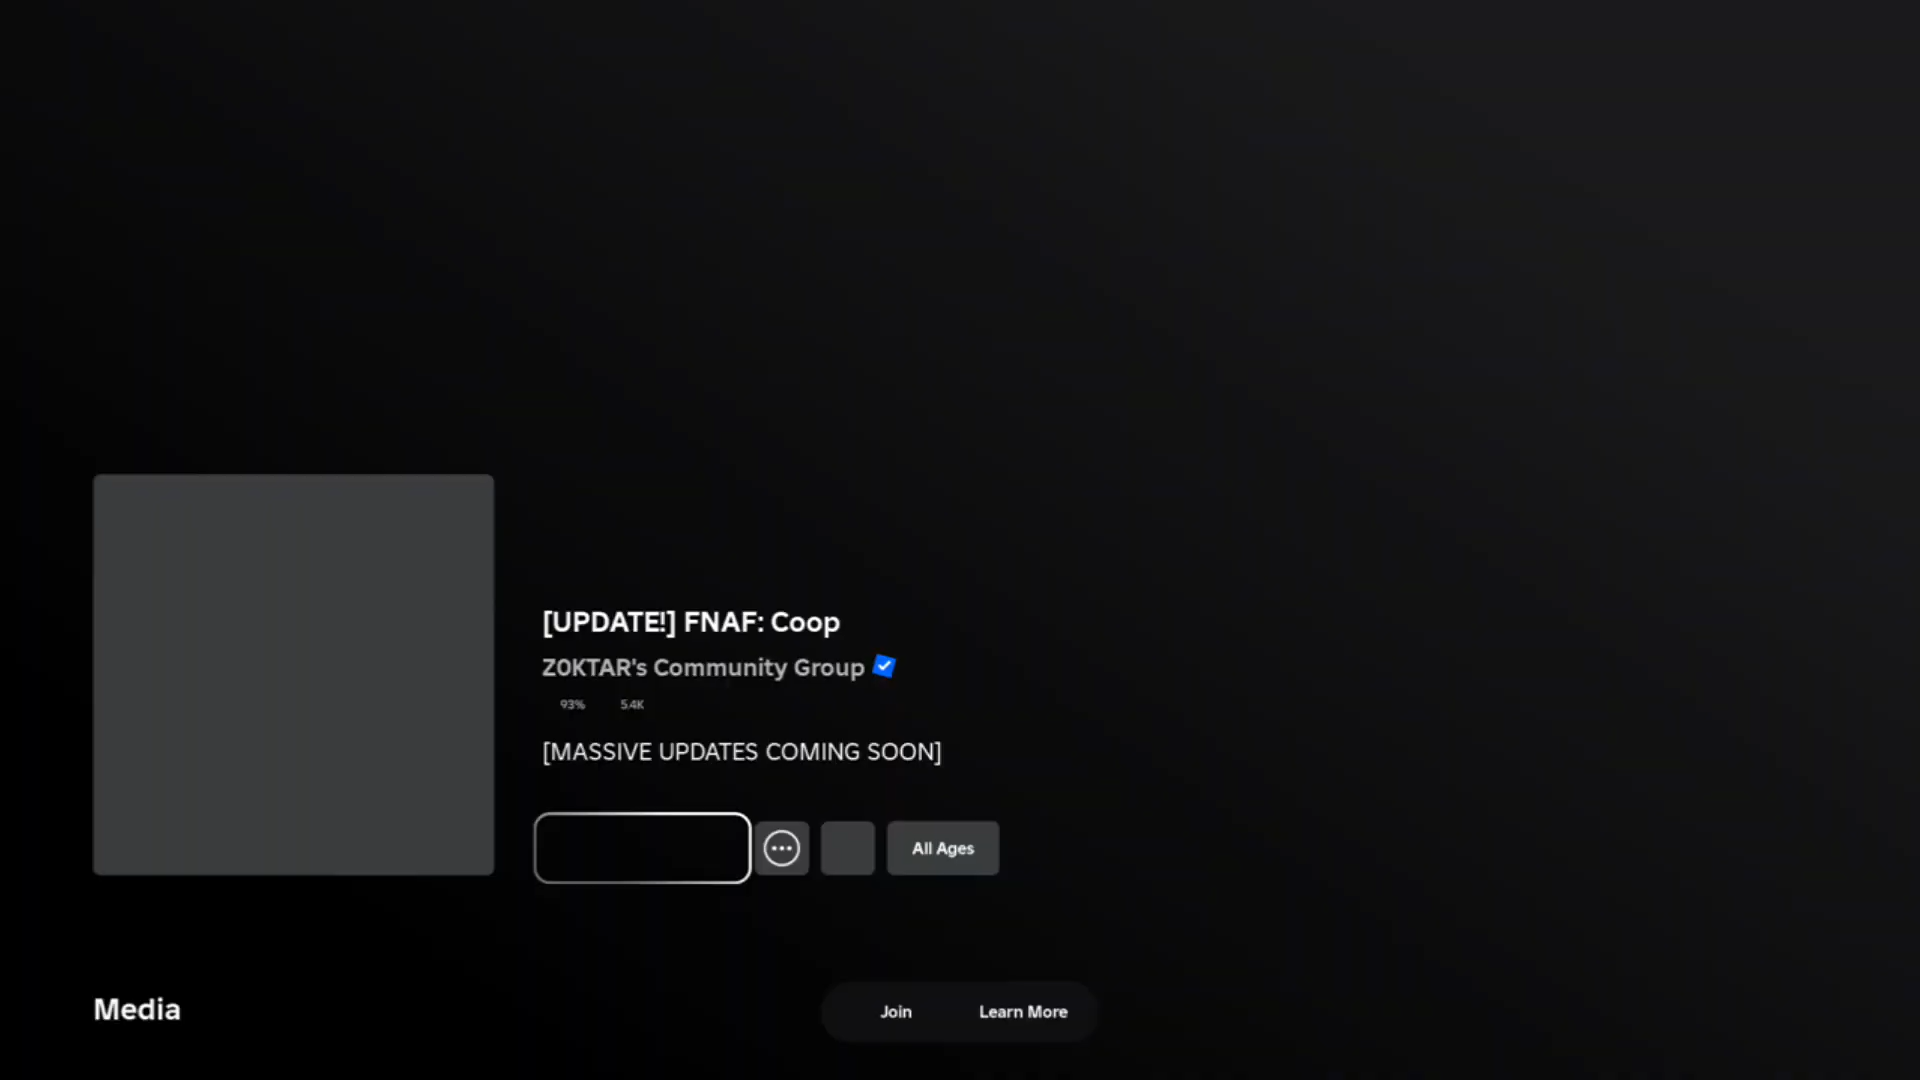 [UPDATE!] FNAF: Coop
Z0KTAR's Community Group
93% 5.4K
[MASSIVE UPDATES COMING SOON]
All Ages
Media
Join Learn More